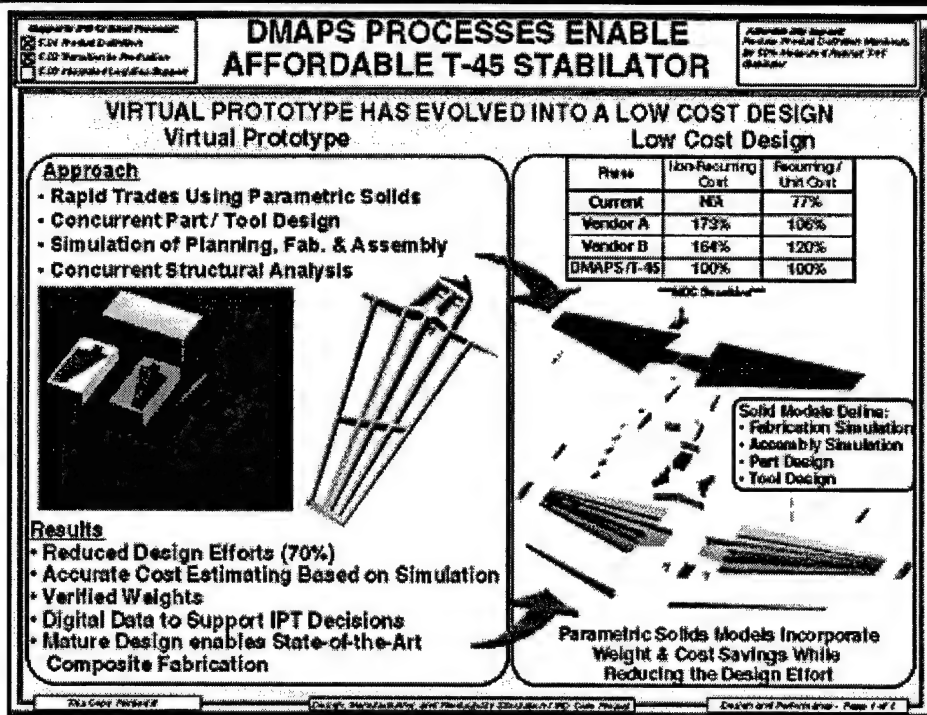 DMAPS PROCESSES ENABLE
AFFORDABLE T-45 STABILATOR
VIRTUAL PROTOTYPE HAS EVOLVED INTO A LOW COST DESIGN
Virtual Prototype
Approach
• Rapid Trades Using Parametric Solids
• Concurrent Part / Tool Design
• Simulation of Planning, Fab. & Assembly
• Concurrent Structural Analysis
Results
• Reduced Design Efforts (70%)
• Accurate Cost Estimating Based on Simulation
• Verified Weights
• Digital Data to Support IPT Decisions
• Mature Design enables State-of-the-Art
Composite Fabrication
Low Cost Design
Phase Non-Recurring Cost Recurring / Unit Cost
Current N/A 77%
Vendor A 173% 106%
Vendor B 164% 120%
DMAPS/T-45 100% 100%
Solid Models Define:
• Fabrication Simulation
• Assembly Simulation
• Part Design
• Tool Design
Parametric Solids Models Incorporate
Weight & Cost Savings While
Reducing the Design Effort